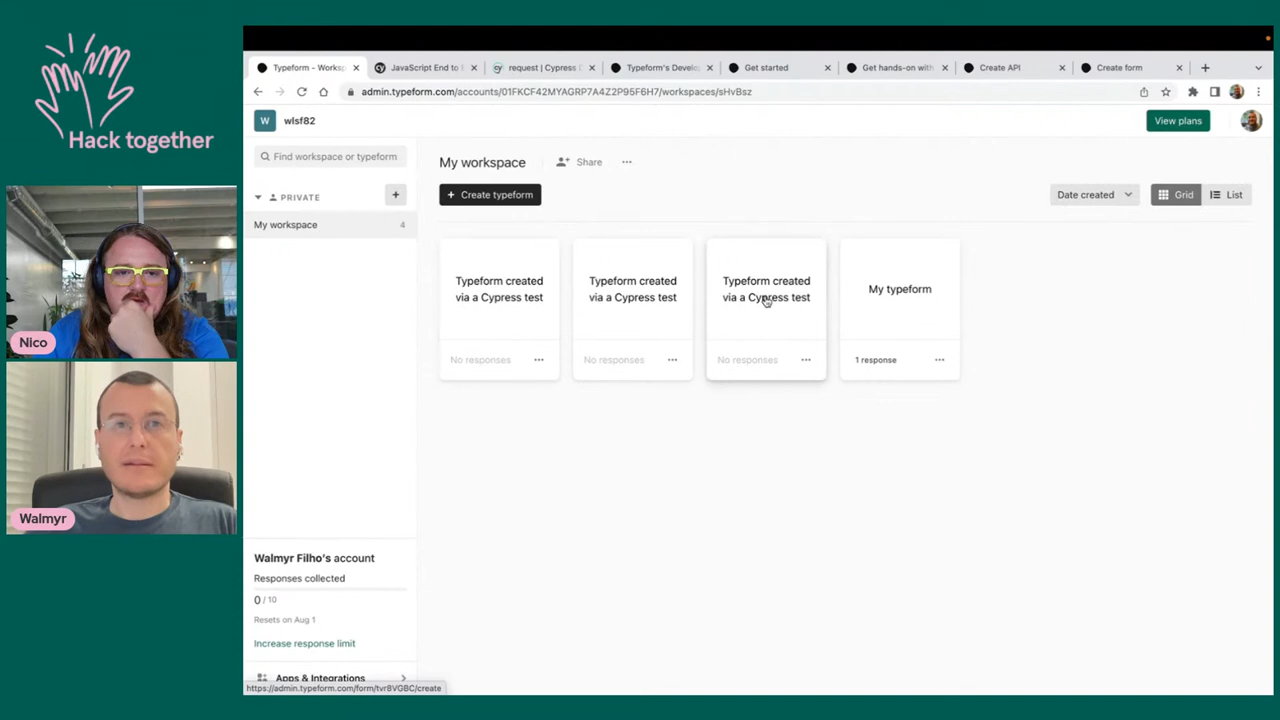 Hack together
Nico
Walmyr
Typeform - Worksp
JavaScript End to E
request | Cypress D
Typeform's Develo
Get started
Get hands-on with
Create API
Create form
admin.typeform.com/accounts/01FKCF42MYAGRP7A4Z2P95F6H7/workspaces/sHvBsz
W
wlsf82
View plans
Find workspace or typeform
PRIVATE
My workspace
4
My workspace
Share
Create typeform
Date created
Grid
List
Typeform created
via a Cypress test
No responses
Typeform created
via a Cypress test
No responses
Typeform created
via a Cypress test
No responses
My typeform
1 response
Walmyr Filho's account
Responses collected
0 / 10
Resets on Aug 1
Increase response limit
Apps & Integrations
https://admin.typeform.com/form/tvr8VGBC/create